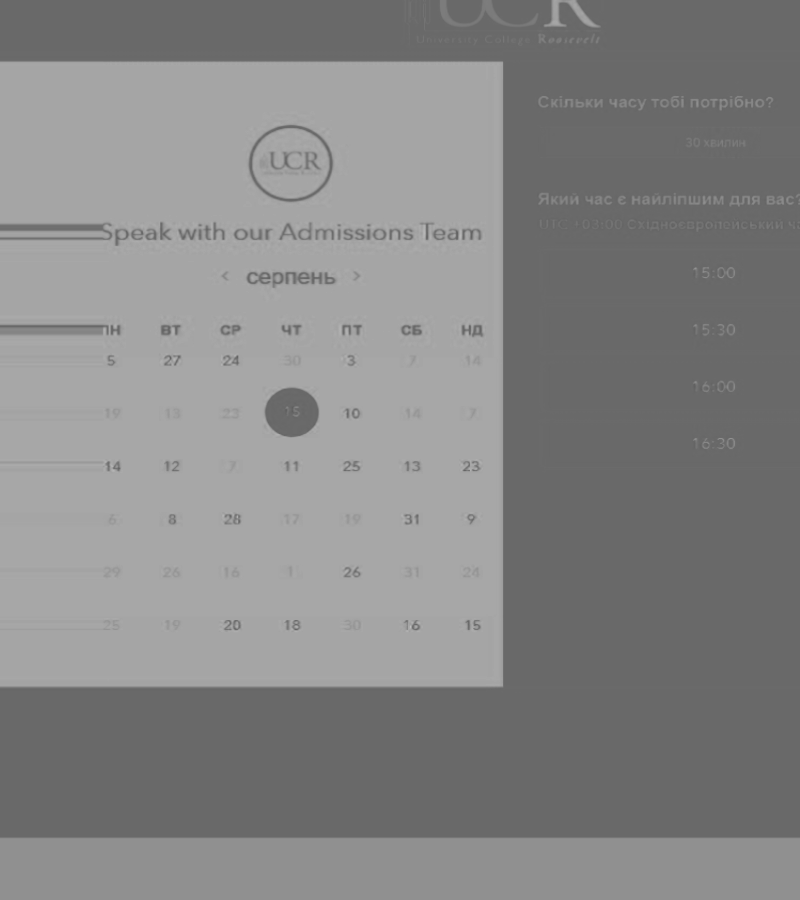 UCR
University College Roosevelt
UCR
Speak with our Admissions Team
< серпень >
ПН ВТ СР ЧТ ПТ СБ НД
5 27 24 30 3 7 14
19 13 23 15 10 14 7
14 12 7 11 25 13 23
6 8 28 17 19 31 9
29 26 16 1 26 31 24
25 19 20 18 30 16 15
Скільки часу тобі потрібно?
30 хвилин
Який час є найліпшим для вас?
UTC +03:00 Східноєвропейський
15:00
15:30
16:00
16:30